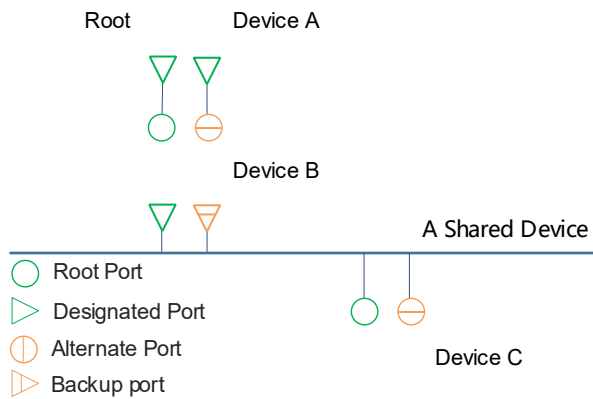 Root
Device A
Device B
A Shared Device
Root Port
Designated Port
Alternate Port
Device C
Backup port